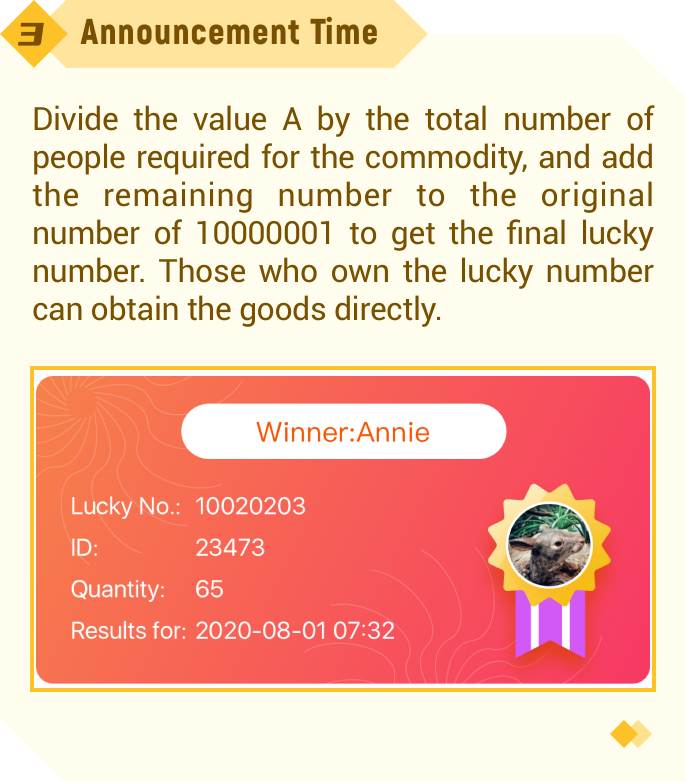 3 Announcement Time
Divide the value A by the total number of
people required for the commodity, and add
the remaining number to the original
number of 10000001 to get the final lucky
number. Those who own the lucky number
can obtain the goods directly.
Winner:Annie
Lucky No.: 10020203
ID: 23473
Quantity: 65
Results for: 2020-08-01 07:32